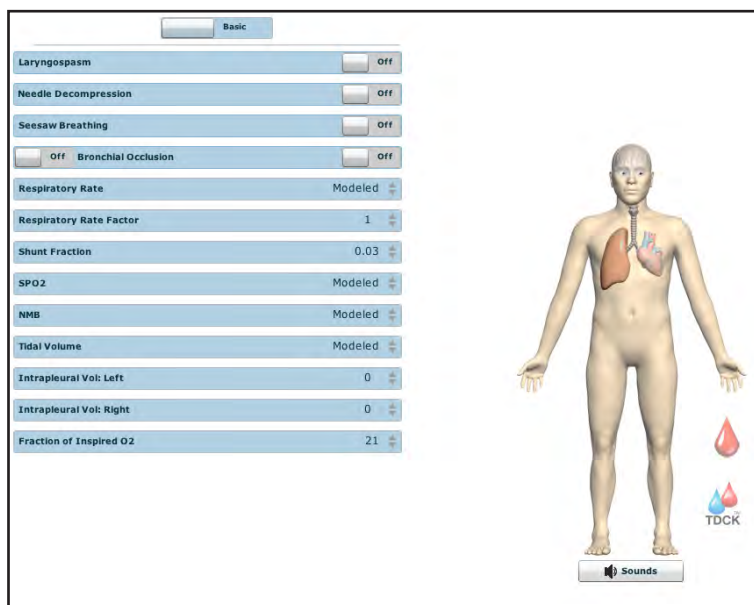 Basic
Laryngospasm Off
Needle Decompression Off
Seesaw Breathing Off
Off Bronchial Occlusion Off
Respiratory Rate Modeled
Respiratory Rate Factor 1
Shunt Fraction 0.03
SPO2 Modeled
NMB Modeled
Tidal Volume Modeled
Intrapleural Vol: Left 0
Intrapleural Vol: Right 0
Fraction of Inspired O2 21
TDCK™
Sounds